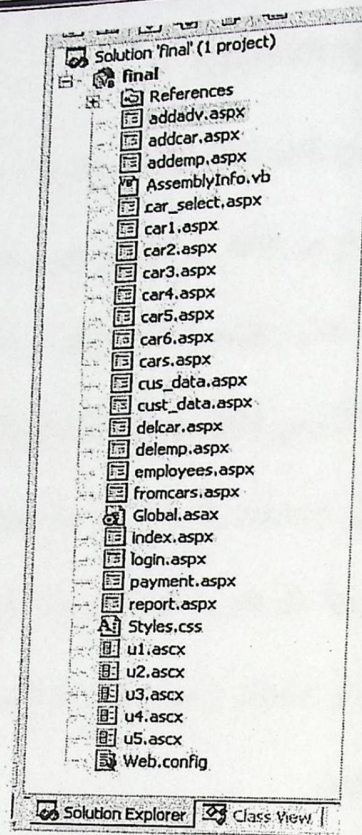 Solution 'final' (1 project)
final
References
addadv.aspx
addcar.aspx
addemp.aspx
AssemblyInfo.vb
car_select.aspx
car1.aspx
car2.aspx
car3.aspx
car4.aspx
car5.aspx
car6.aspx
cars.aspx
cus_data.aspx
cust_data.aspx
delcar.aspx
delemp.aspx
employees.aspx
fromcars.aspx
Global.asax
index.aspx
login.aspx
payment.aspx
report.aspx
Styles.css
u1.ascx
u2.ascx
u3.ascx
u4.ascx
u5.ascx
Web.config
Solution Explorer Class View